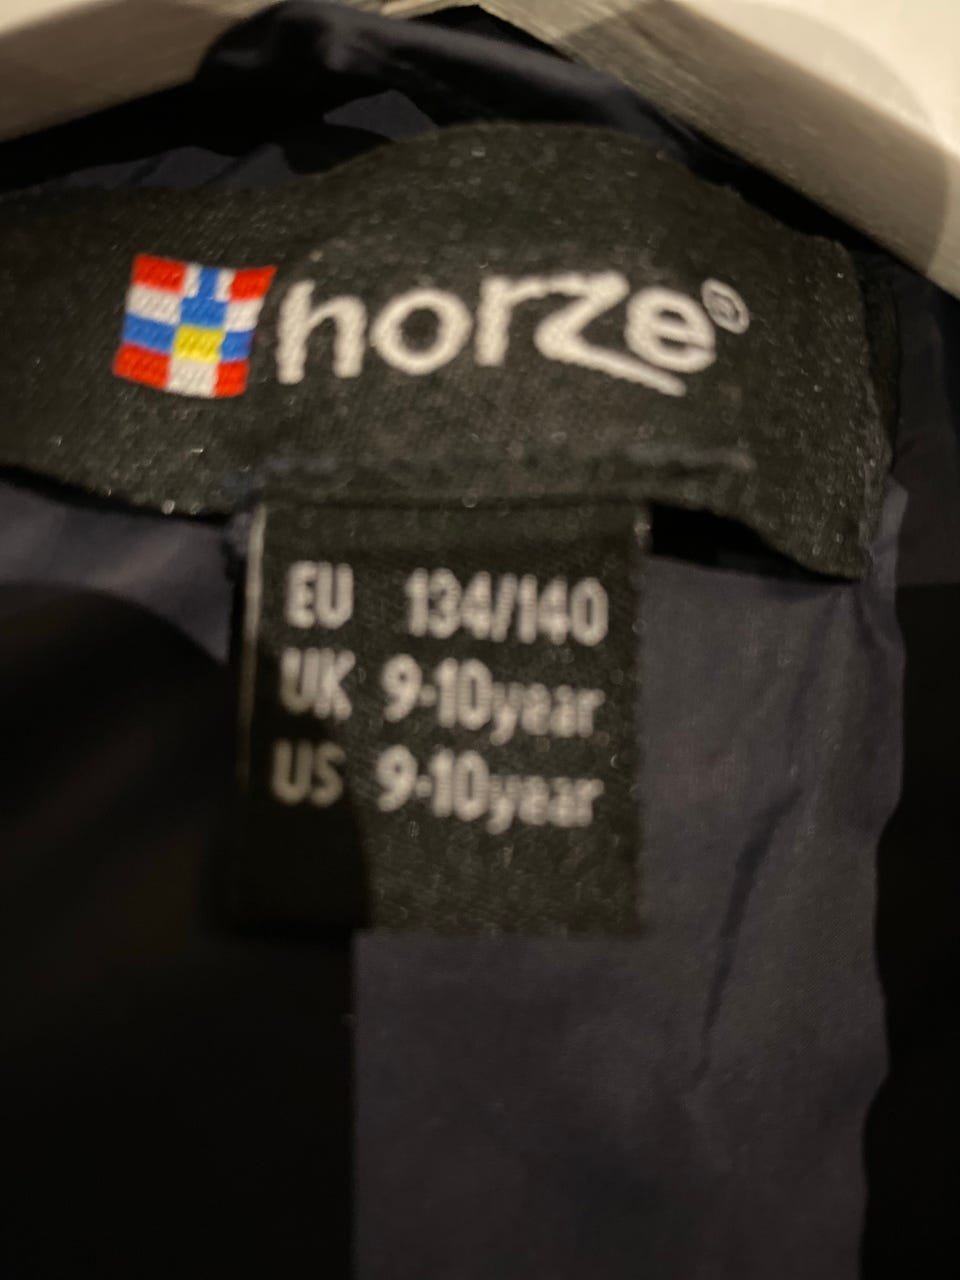 horze®
EU 134/140
UK 9-10year
US 9-10year